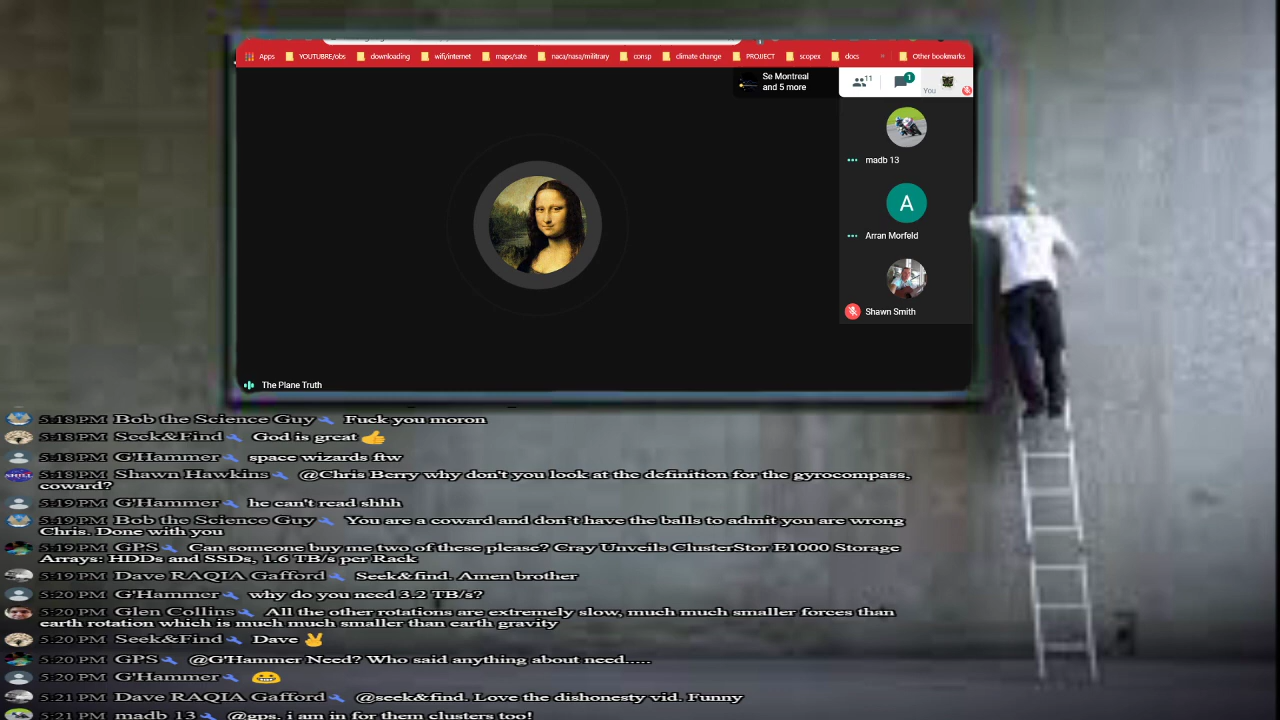 Apps YOUTUBRE/obs downloading wifi/internet maps/sate naca/nasa/militrary consp climate change PROJJECT scopex docs Other bookmarks
Se Montreal
and 5 more
11
1
You
madb 13
A
Arran Morfeld
Shawn Smith
The Plane Truth
5:18 PM Bob the Science Guy Fuck you moron
5:18 PM Seek&Find God is great 👍
5:18 PM G'Hammer space wizards ftw
5:18 PM Shawn Hawkins @Chris Berry why don't you look at the definition for the gyrocompass,
coward?
5:19 PM G'Hammer he can't read shhh
5:19 PM Bob the Science Guy You are a coward and don't have the balls to admit you are wrong
Chris. Done with you
5:19 PM GPS Can someone buy me two of these please? Cray Unveils ClusterStor E1000 Storage
Arrays: HDDs and SSDs, 1.6 TB/s per Rack
5:19 PM Dave RAQIA Gafford Seek&find. Amen brother
5:20 PM G'Hammer why do you need 3.2 TB/s?
5:20 PM Glen Collins All the other rotations are extremely slow, much much smaller forces than
earth rotation which is much much smaller than earth gravity
5:20 PM Seek&Find Dave ✌
5:20 PM GPS @G'Hammer Need? Who said anything about need.....
5:20 PM G'Hammer 😁
5:21 PM Dave RAQIA Gafford @seek&find. Love the dishonesty vid. Funny
5:21 PM madb 13 @gps. i am in for them clusters too!